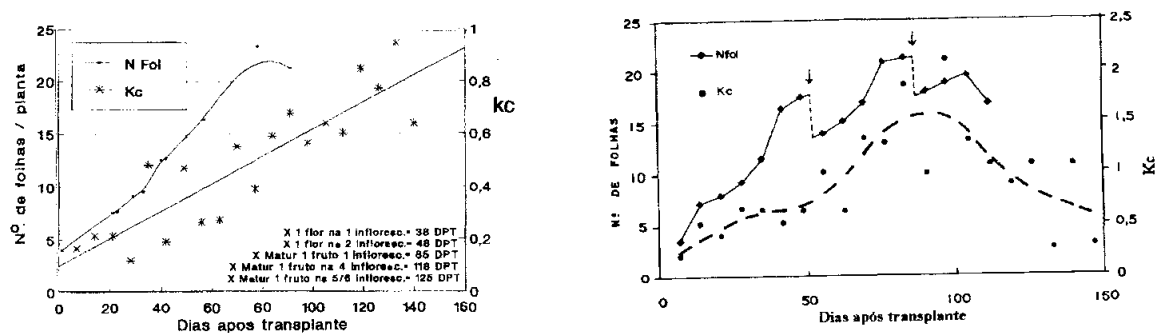 25
20
15
10
5
0
Nº. de folhas / planta
N Fol
Kc
1
0,8
0,6
0,4
0,2
0
kc
X 1 flor na 1 infloresc.= 38 DPT
X 1 flor na 2 infloresc.= 48 DPT
X Matur 1 fruto 1 infloresc.= 85 DPT
X Matur 1 fruto na 4 infloresc.= 118 DPT
X Matur 1 fruto na 5/6 infloresc.= 125 DPT
0 20 40 60 80 100 120 140 160
Dias apos transplante
25
20
15
10
5
0
Nº DE FOLHAS
Nfol
Kc
2,5
2
1,5
1
0,5
0
Kc
0 50 100 150
Dias após transplante